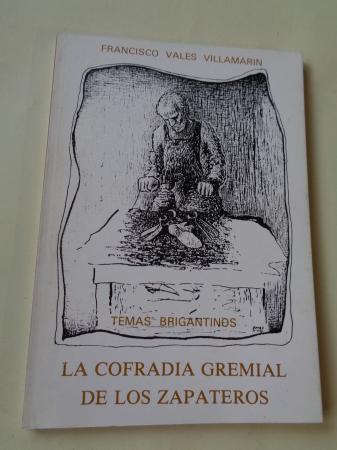 FRANCISCO VALES VILLAMARIN
TEMAS BRIGANTINOS
LA COFRADIA GREMIAL
DE LOS ZAPATEROS